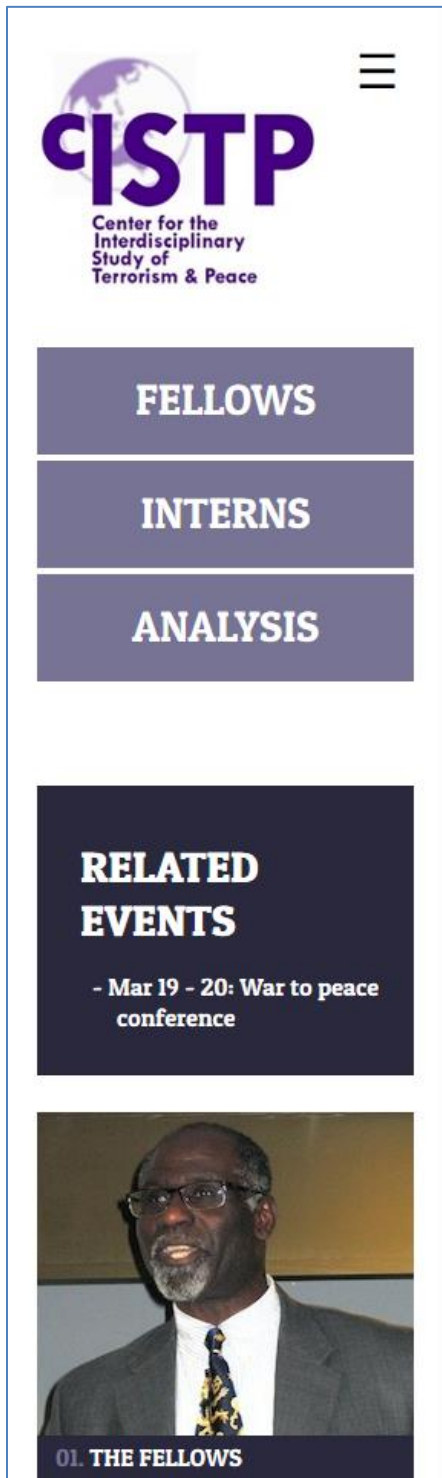 cISTP
Center for the
Interdisciplinary
Study of
Terrorism & Peace
FELLOWS
INTERNS
ANALYSIS
RELATED
EVENTS
- Mar 19 - 20: War to peace
conference
01. THE FELLOWS